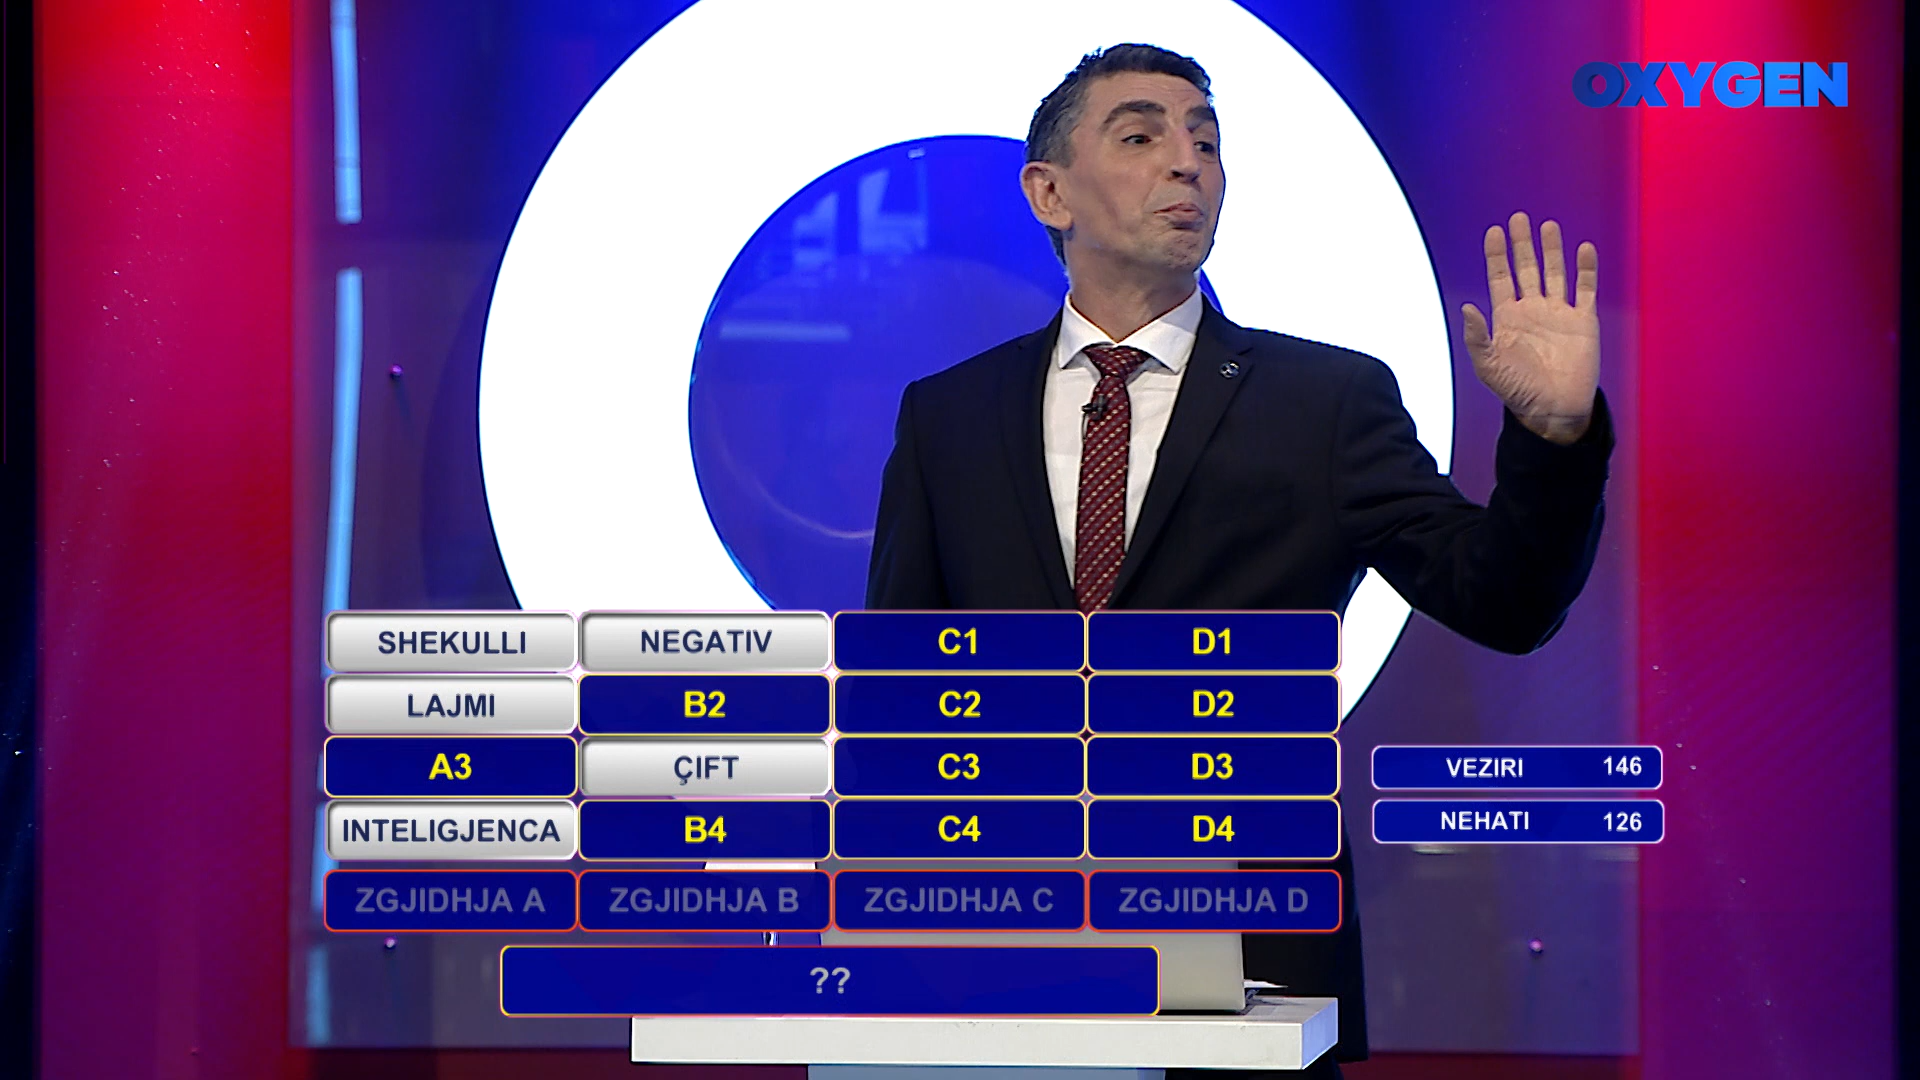 OXYGEN
SHEKULLI NEGATIV C1 D1
LAJMI B2 C2 D2
A3 ÇIFT C3 D3
VEZIRI 146
INTELIGJENCA B4 C4 D4
NEHATI 126
ZGJIDHJA A ZGJIDHJA B ZGJIDHJA C ZGJIDHJA D
??